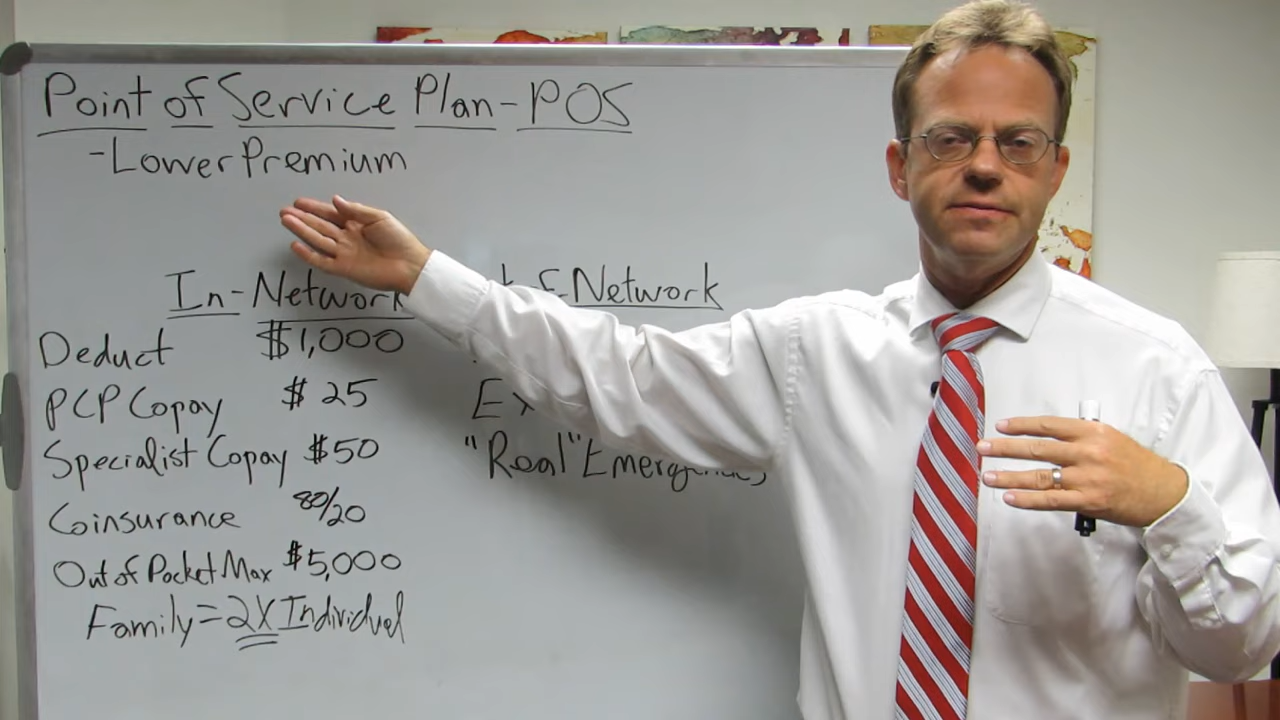 Point of Service Plan - POS
- Lower Premium
In-Network
Network
Deduct $1,000
PCP Copay $25
Specialist Copay $50
"Real"
Coinsurance 80/20
Out of Pocket Max $5,000
Family = 2X Individual